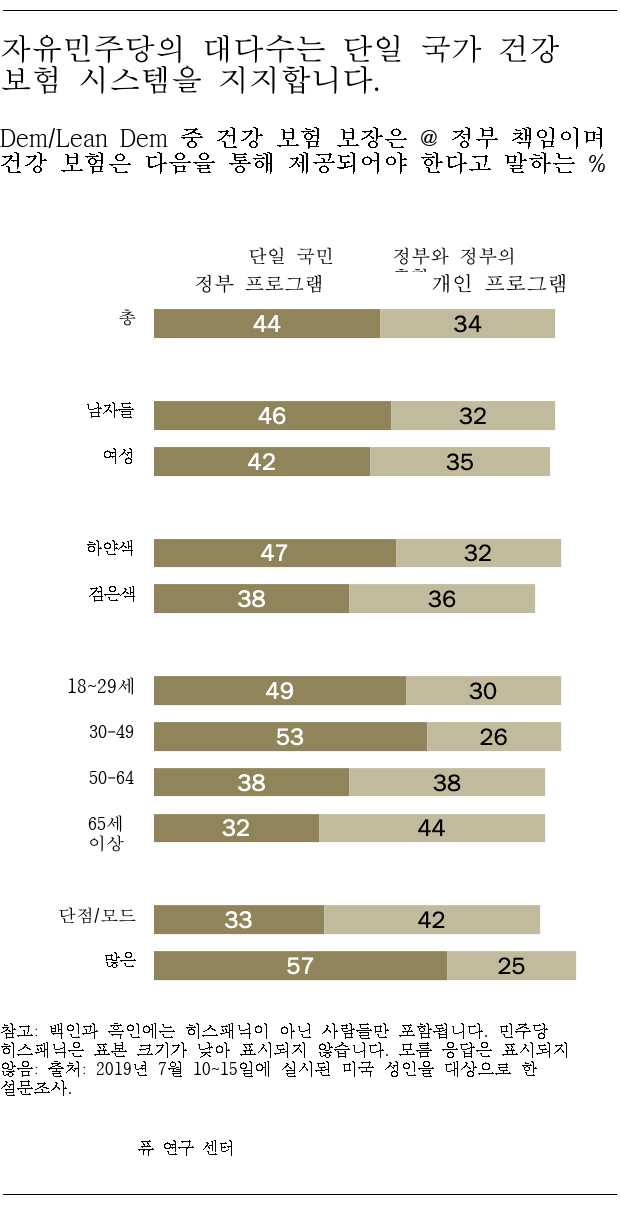 자유민주당의 대다수는 단일 국가 건강
보험 시스템을 지지합니다.
Dem/Lean Dem 중 건강 보험 보장은 @ 정부 책임이며
건강 보험은 다음을 통해 제공되어야 한다고 말하는 %
단일 국민 정부와 정부의
정부 프로그램 개인 프로그램
총 44 34
남자들 46 32
여성 42 35
하얀색 47 32
검은색 38 36
18~29세 49 30
30-49 53 26
50-64 38 38
65세
이상 32 44
단점/모드 33 42
많은 57 25
참고: 백인과 흑인에는 히스패닉이 아닌 사람들만 포함됩니다. 민주당
히스패닉은 표본 크기가 낮아 표시되지 않습니다. 모름 응답은 표시되지
않음: 출처: 2019년 7월 10~15일에 실시된 미국 성인을 대상으로 한
설문조사.
퓨 연구 센터